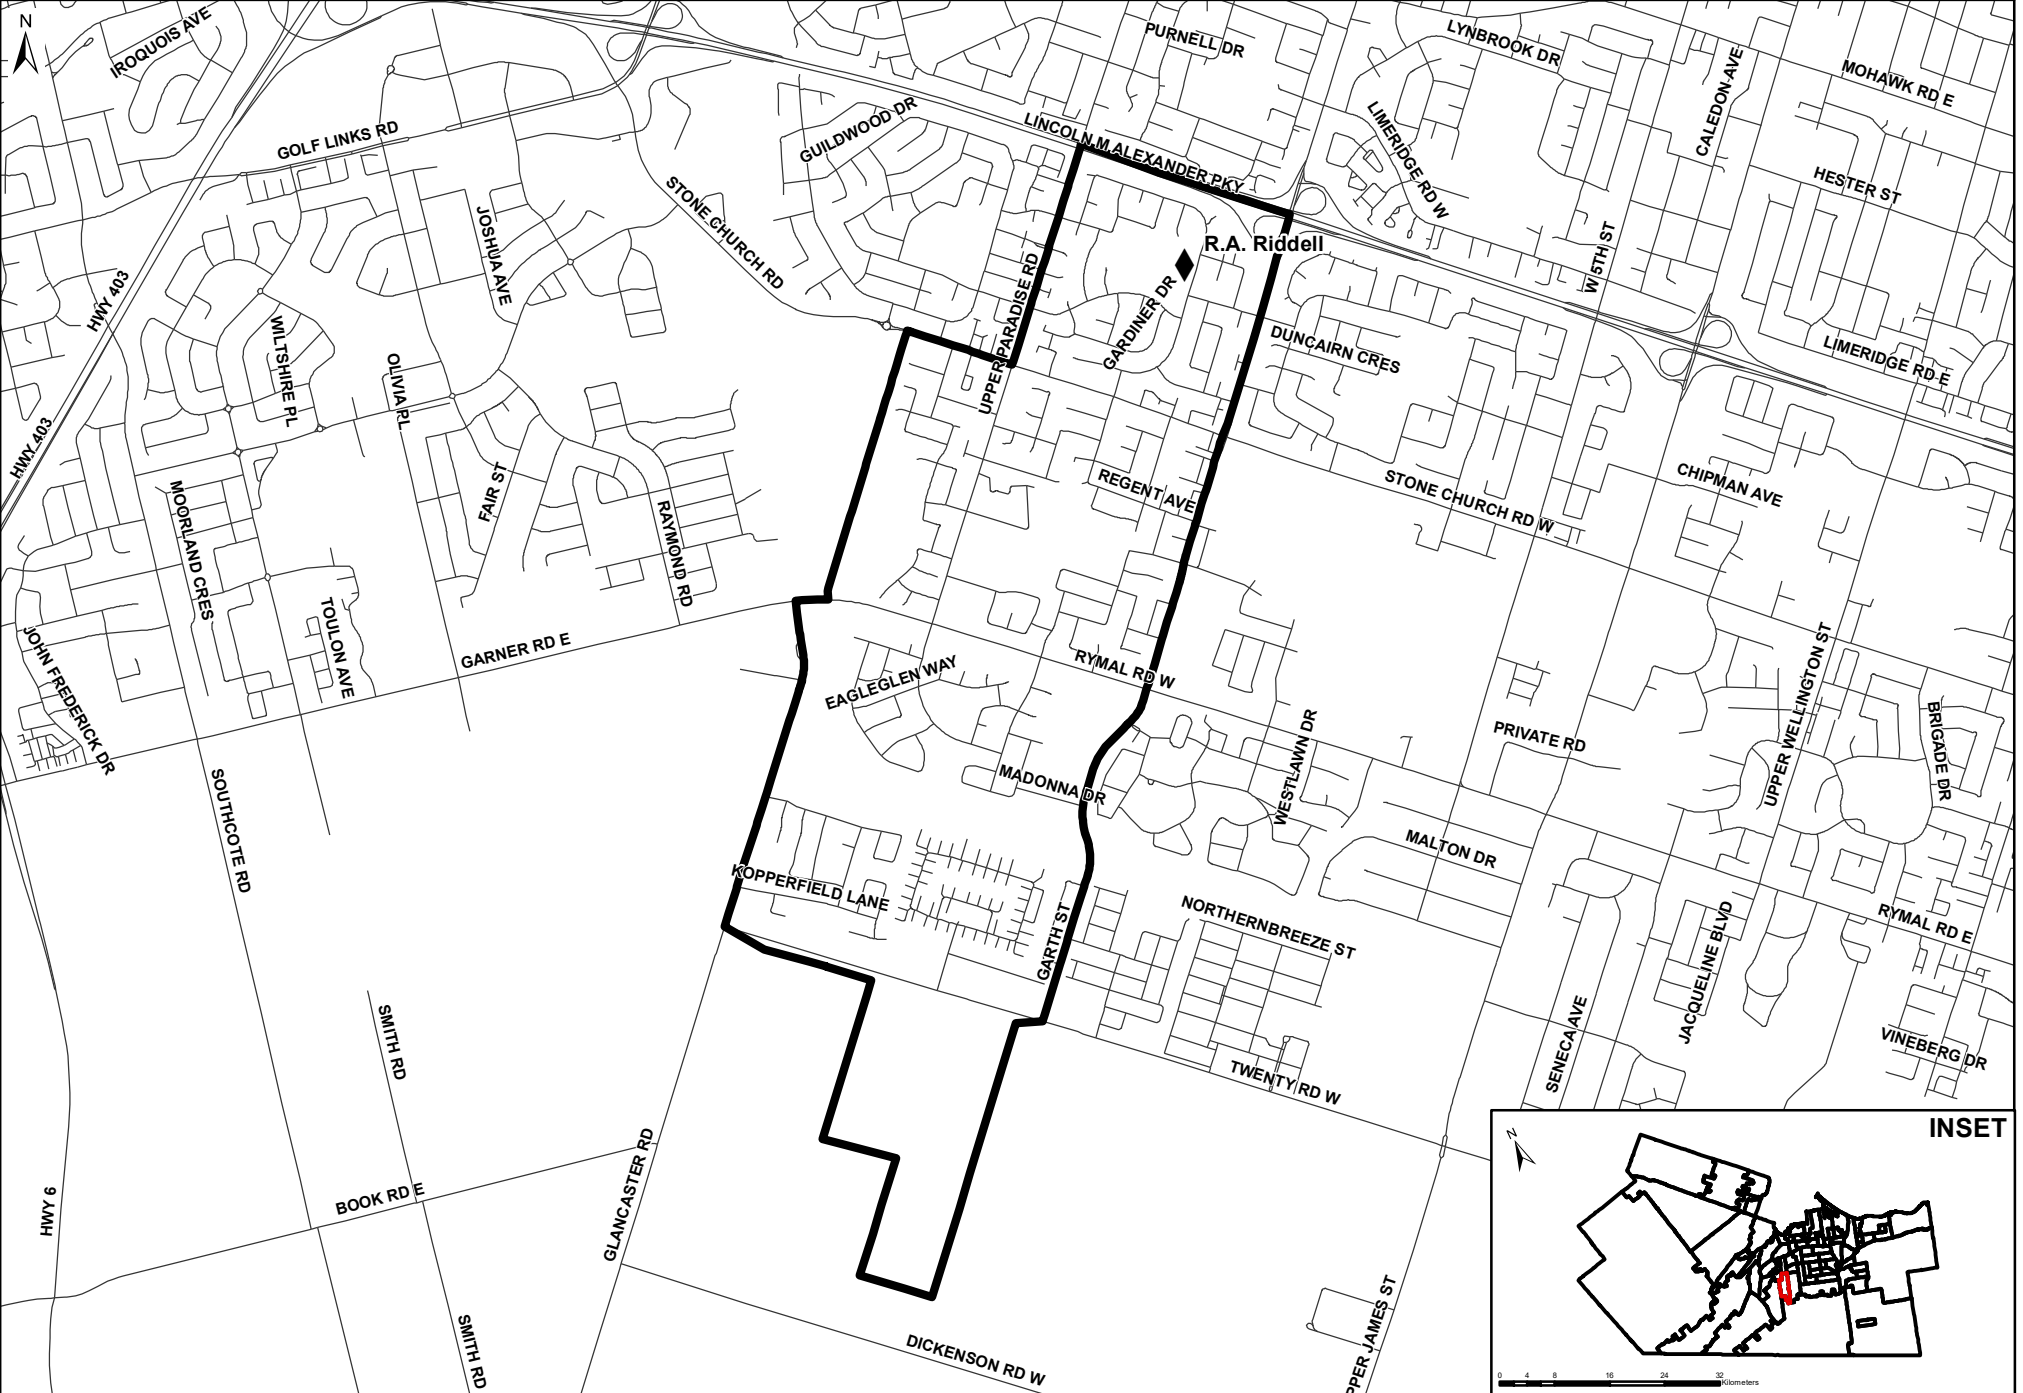 N
IROQUOIS AVE
PURNELL DR
LYNBROOK DR
CALEDON AVE
MOHAWK RD E
GOLF LINKS RD
GUILDWOOD DR
LINCOLN M ALEXANDER PKY
LIMERIDGE RD W
HESTER ST
STONE CHURCH RD
JOSHUA AVE
R.A. Riddell
W 5TH ST
HWY 403
WILTSHIRE PL
OLIVIA PL
UPPER PARADISE RD
GARDINER DR
DUNCAIRN CRES
LIMERIDGE RD E
HWY 403
MOORLAND CRES
FAIR ST
RAYMOND RD
REGENT AVE
STONE CHURCH RD W
CHIPMAN AVE
JOHN FREDERICK DR
TOULON AVE
GARNER RD E
EAGLEGLEN WAY
RYMAL RD W
WESTLAWN DR
PRIVATE RD
UPPER WELLINGTON ST
BRIGADE DR
SOUTHCOTE RD
MADONNA DR
MALTON DR
KOPPERFIELD LANE
GARTH ST
NORTHERNBREEZE ST
JACQUELINE BLVD
RYMAL RD E
SMITH RD
SENECA AVE
TWENTY RD W
VINEBERG DR
HWY 6
BOOK RD E
GLANCASTER RD
SMITH RD
DICKENSON RD W
UPPER JAMES ST
INSET
N
0 4 8 16 24 32
Kilometers